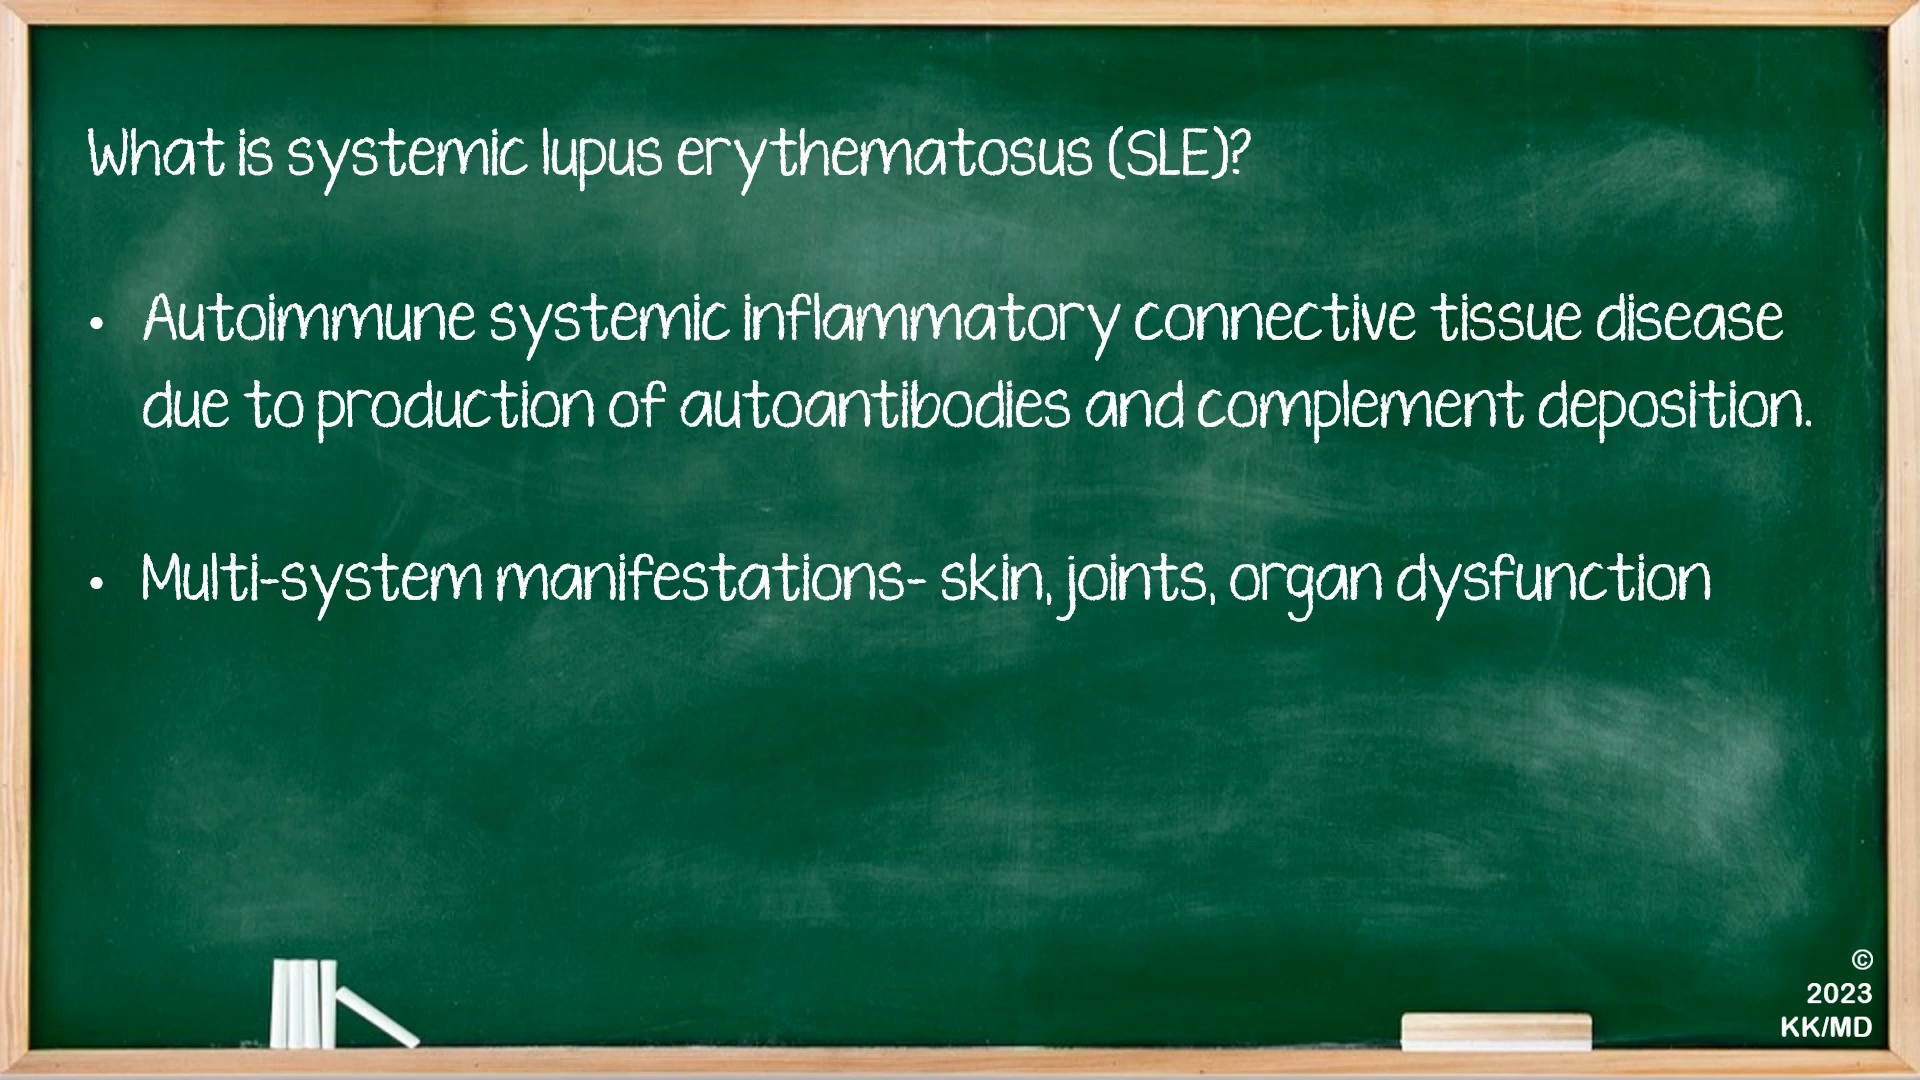 What is systemic lupus erythematosus (SLE)?
• Autoimmune systemic inflammatory connective tissue disease
due to production of autoantibodies and complement deposition.
• Multi-system manifestations- skin, joints, organ dysfunction
©
2023
KK/MD